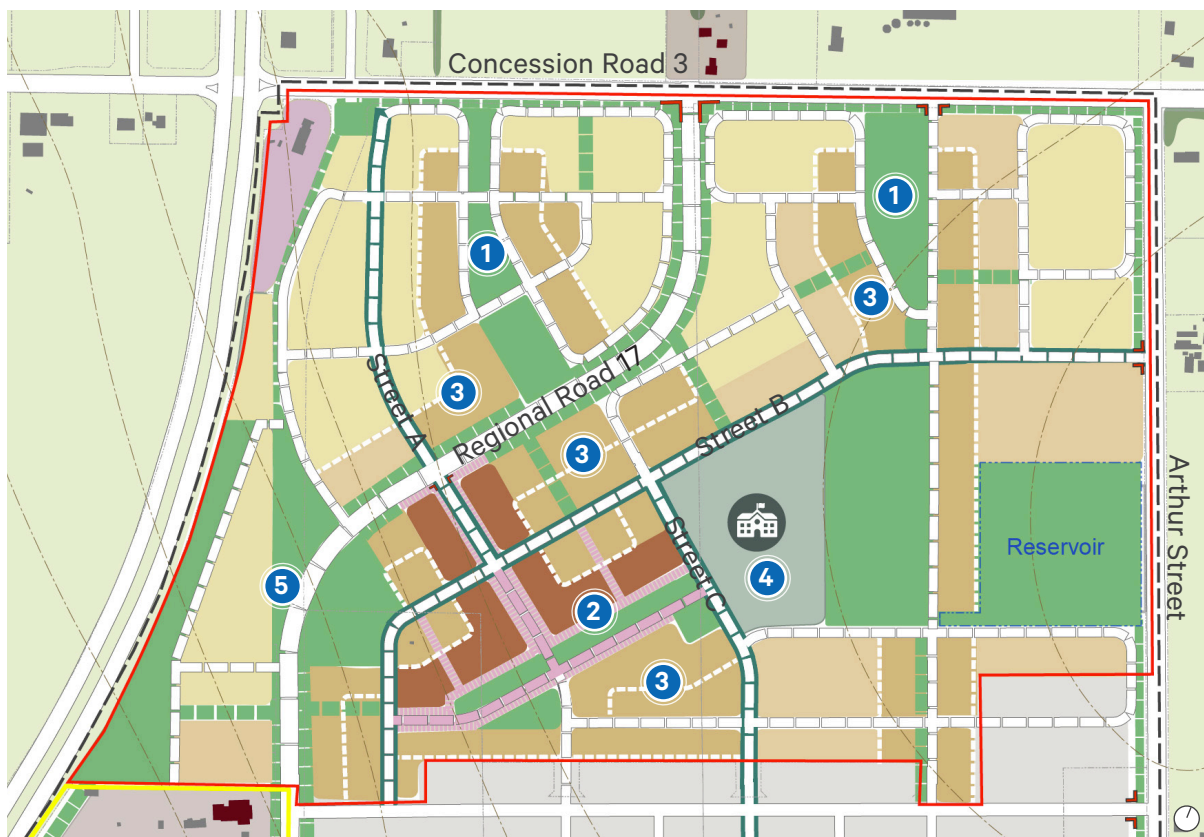 Concession Road 3
1
1
3
Street A
Regional Road 17
3
Street B
3
Arthur Street
Reservoir
Street C
4
5
2
3